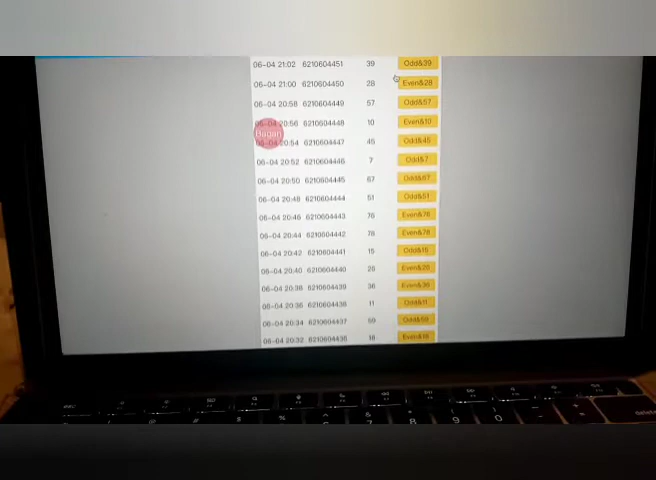 06-04 21:02 6210604451 39 Odd&39
06-04 21:00 6210604450 28 Even&28
06-04 20:58 6210604449 57 Odd&57
06-04 20:56 6210604448 10 Even&10
Bagan
06-04 20:54 6210604447 45 Odd&45
06-04 20:52 6210604446 7 Odd&7
06-04 20:50 6210604445 67 Odd&67
06-04 20:48 6210604444 51 Odd&51
06-04 20:46 6210604443 76 Even&76
06-04 20:44 6210604442 78 Even&78
06-04 20:42 6210604441 15 Odd&15
06-04 20:40 6210604440 26 Even&26
06-04 20:38 6210604439 36 Even&36
06-04 20:36 6210604438 11 Odd&11
06-04 20:34 6210604437 59 Odd&59
06-04 20:32 6210604436 18 Even&18
delete